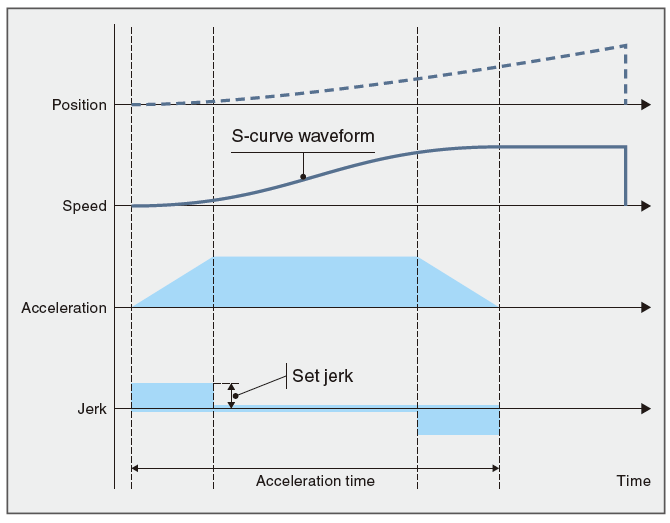 Position
S-curve waveform
Speed
Acceleration
Set jerk
Jerk
Acceleration time
Time